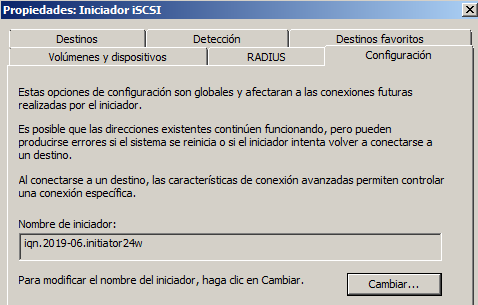 Propiedades: Iniciador iSCSI
Destinos
Detección
Destinos favoritos
Volúmenes y dispositivos
RADIUS
Configuración
Estas opciones de configuración son globales y afectaran a las conexiones futuras
realizadas por el iniciador.
Es posible que las direcciones existentes continúen funcionando, pero pueden
producirse errores si el sistema se reinicia o si el iniciador intenta volver a conectarse a
un destino.
Al conectarse a un destino, las características de conexión avanzadas permiten controlar
una conexión específica.
Nombre de iniciador:
iqn.2019-06.initiator24w
Para modificar el nombre del iniciador, haga clic en Cambiar.
Cambiar...